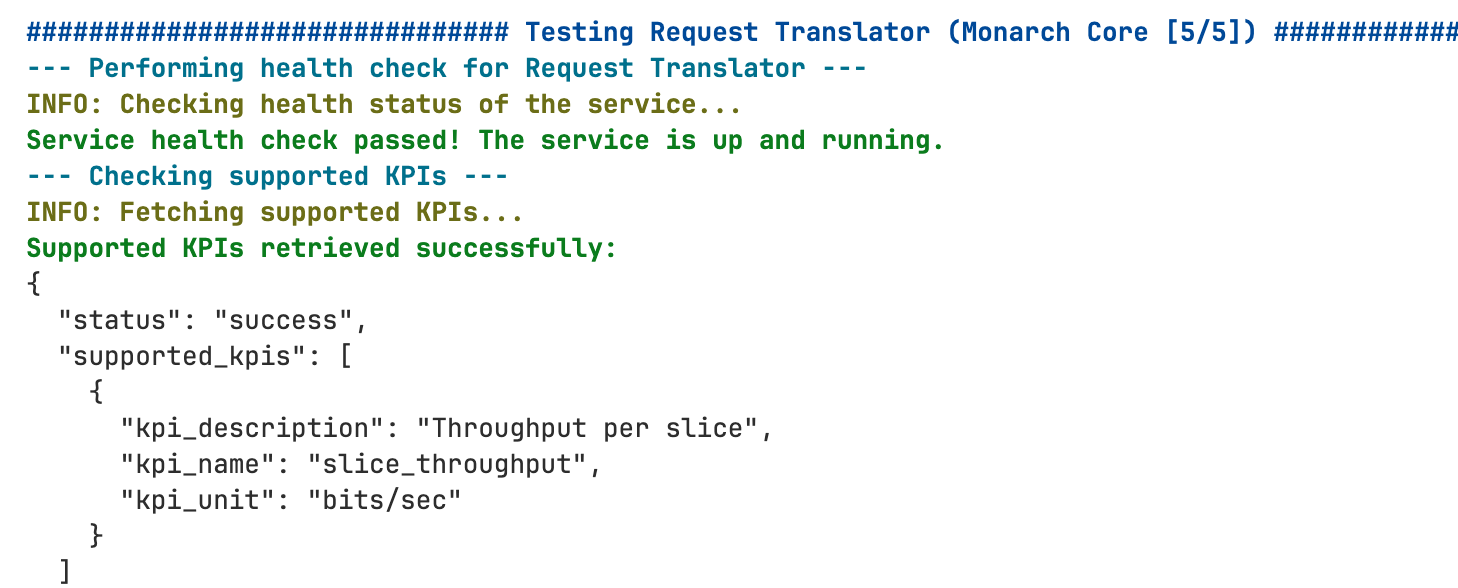 ############################### Testing Request Translator (Monarch Core [5/5]) ############
--- Performing health check for Request Translator ---
INFO: Checking health status of the service...
Service health check passed! The service is up and running.
--- Checking supported KPIs ---
INFO: Fetching supported KPIs...
Supported KPIs retrieved successfully:
{
  "status": "success",
  "supported_kpis": [
    {
      "kpi_description": "Throughput per slice",
      "kpi_name": "slice_throughput",
      "kpi_unit": "bits/sec"
    }
  ]